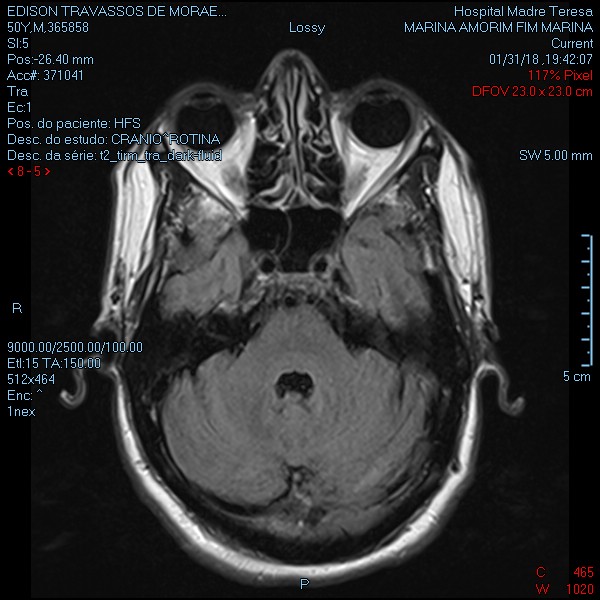 EDISON TRAVASSOS DE MORAE...
50Y,M,365858
Sl:5
Pos:-26.40 mm
Acc#: 371041
Tra
Ec:1
Pos. do paciente: HFS
Desc. do estudo: CRANIO^ROTINA
Desc. da série: t2_tirm_tra_dark-fluid
< 8 - 5 >
Lossy
Hospital Madre Teresa
MARINA AMORIM FIM MARINA
Current
01/31/18 ,19:42:07
117% Pixel
DFOV 23.0 x 23.0 cm
SW 5.00 mm
R
9000.00/2500.00/100.00
Etl:15 TA:150.00
512x464
Enc: ^
1nex
5 cm
P
C 465
W 1020